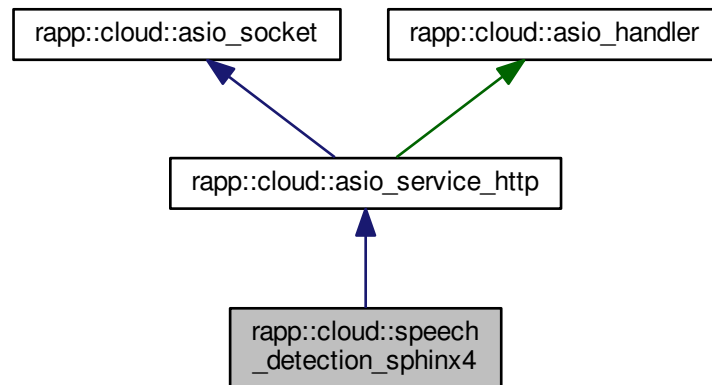 rapp::cloud::asio_socket
rapp::cloud::asio_handler
rapp::cloud::asio_service_http
rapp::cloud::speech
_detection_sphinx4